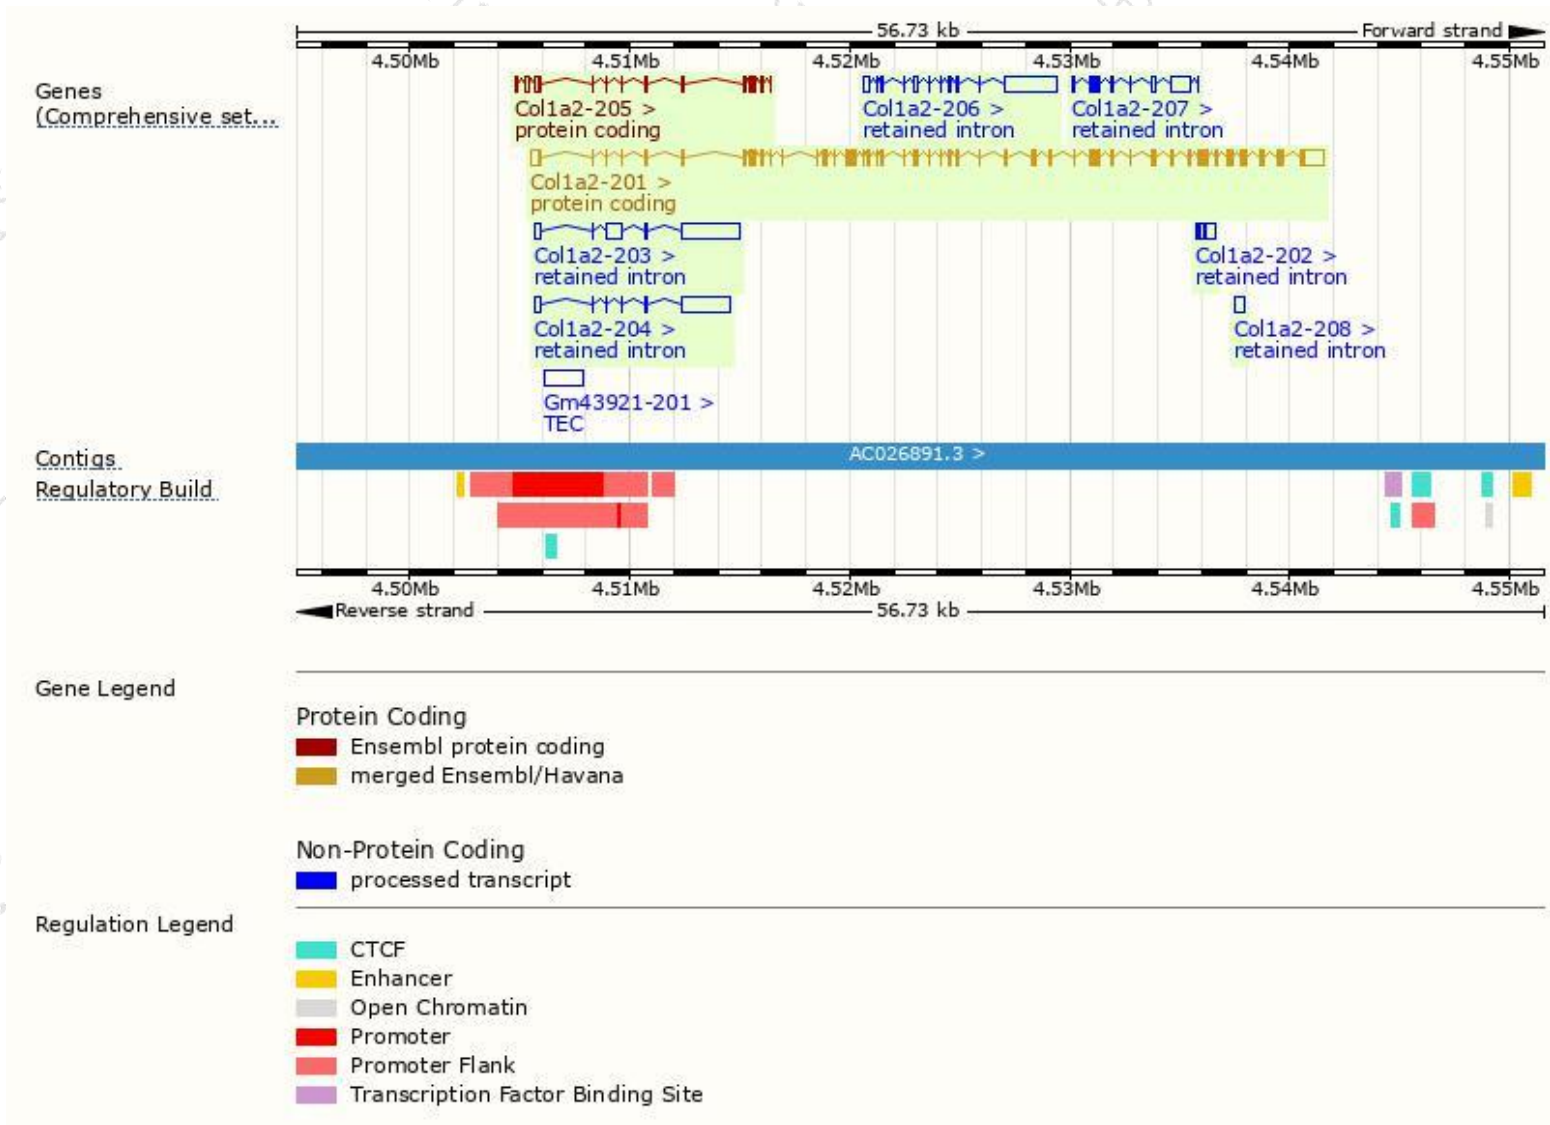 56.73 kb Forward strand
4.50Mb 4.51Mb 4.52Mb 4.53Mb 4.54Mb 4.55Mb
Genes
(Comprehensive set...
Col1a2-205 >
protein coding
Col1a2-206 >
retained intron
Col1a2-207 >
retained intron
Col1a2-201 >
protein coding
Col1a2-203 >
retained intron
Col1a2-202 >
retained intron
Col1a2-204 >
retained intron
Col1a2-208 >
retained intron
Gm43921-201 >
TEC
Contigs
AC026891.3 >
Regulatory Build
4.50Mb 4.51Mb 4.52Mb 4.53Mb 4.54Mb 4.55Mb
Reverse strand 56.73 kb
Gene Legend
Protein Coding
Ensembl protein coding
merged Ensembl/Havana
Non-Protein Coding
processed transcript
Regulation Legend
CTCF
Enhancer
Open Chromatin
Promoter
Promoter Flank
Transcription Factor Binding Site